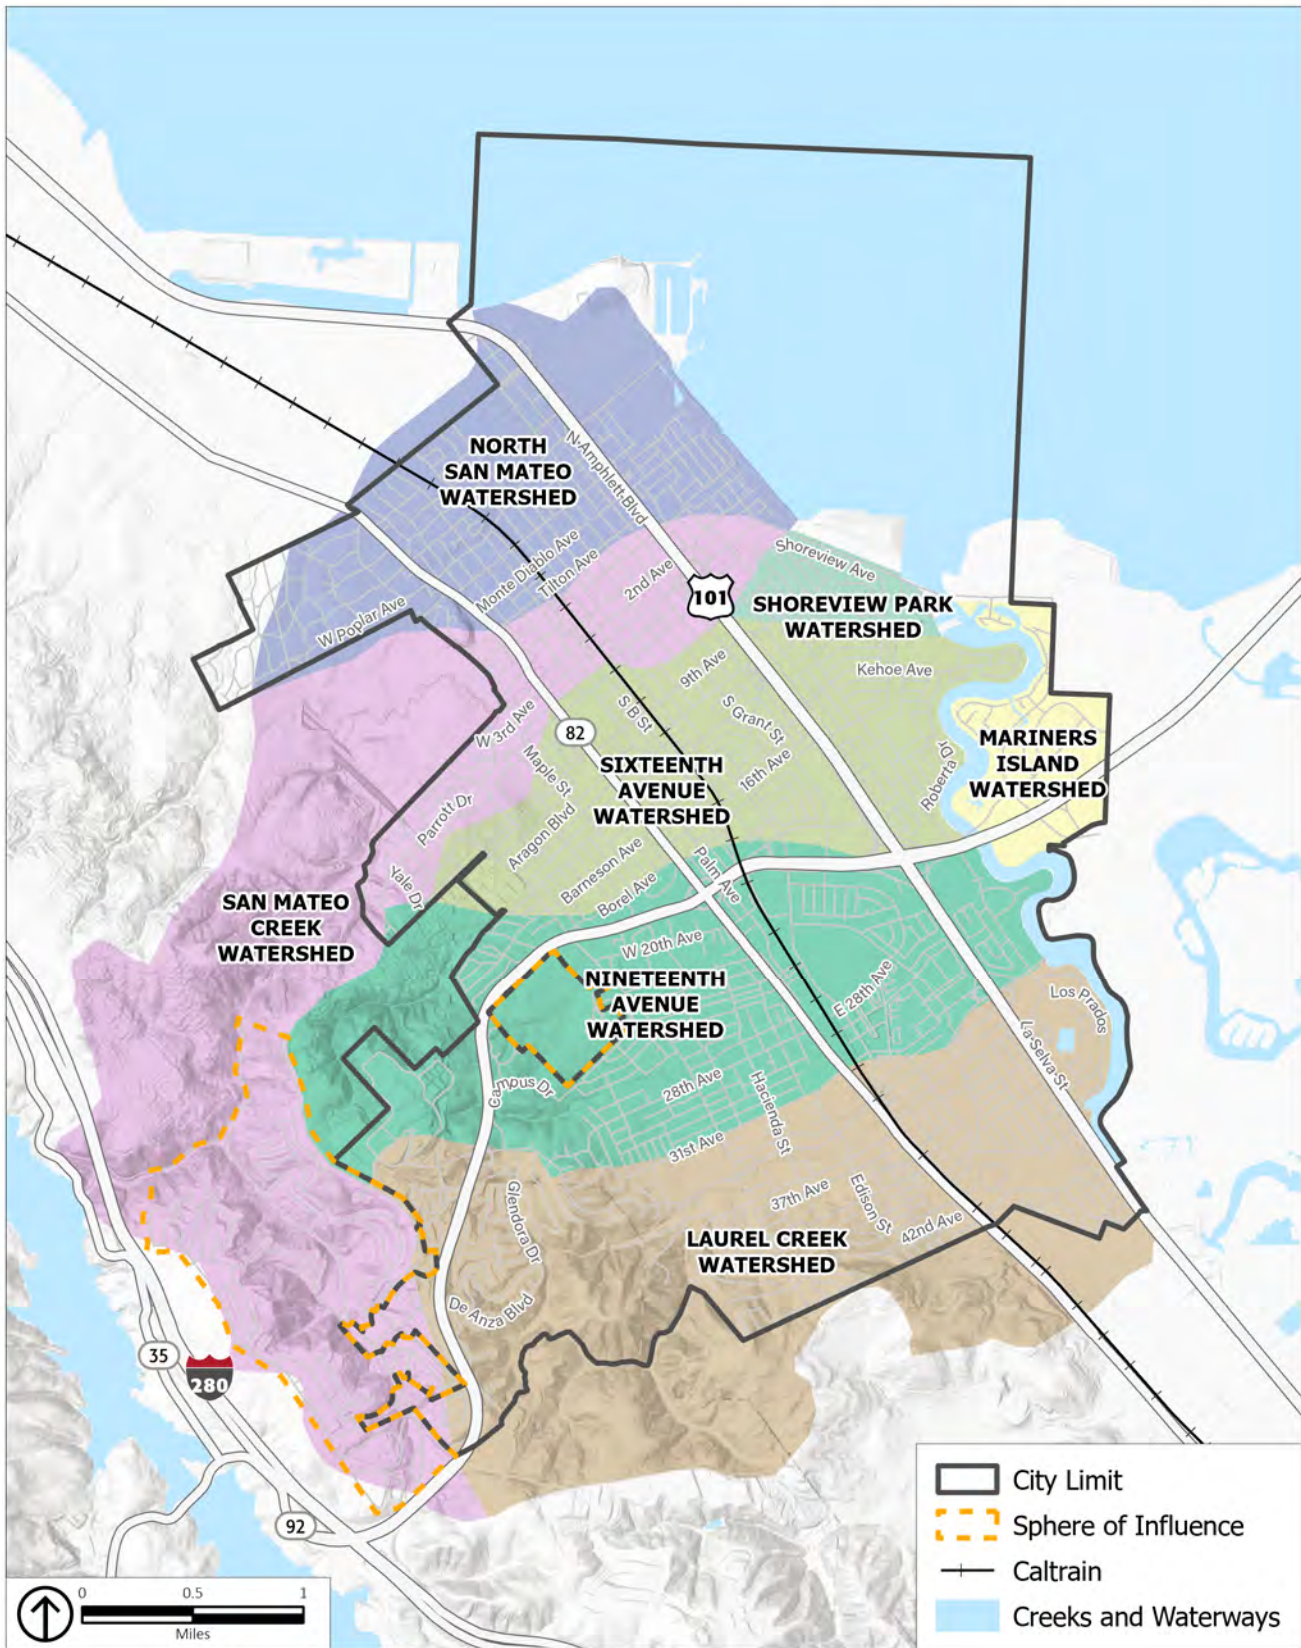 NORTH
SAN MATEO
WATERSHED
N Amphlett Blvd
Monte Diablo Ave
Tilton Ave
2nd Ave
W Poplar Ave
101
Shoreview Ave
SHOREVIEW PARK
WATERSHED
Kehoe Ave
9th Ave
S B St
S Grant St
W 3rd Ave
82
Maple St
16th Ave
SIXTEENTH
AVENUE
WATERSHED
Roberta Dr
MARINERS
ISLAND
WATERSHED
Parrott Dr
Aragon Blvd
Barneson Ave
Borel Ave
Palm Ave
Yale Dr
SAN MATEO
CREEK
WATERSHED
W 20th Ave
NINETEENTH
AVENUE
WATERSHED
E 28th Ave
Los Prados
La Selva St
Campus Dr
28th Ave
Hacienda St
31st Ave
Glendora Dr
37th Ave
Edison St
42nd Ave
LAUREL CREEK
WATERSHED
De Anza Blvd
35
280
92
0 0.5 1
Miles
City Limit
Sphere of Influence
Caltrain
Creeks and Waterways